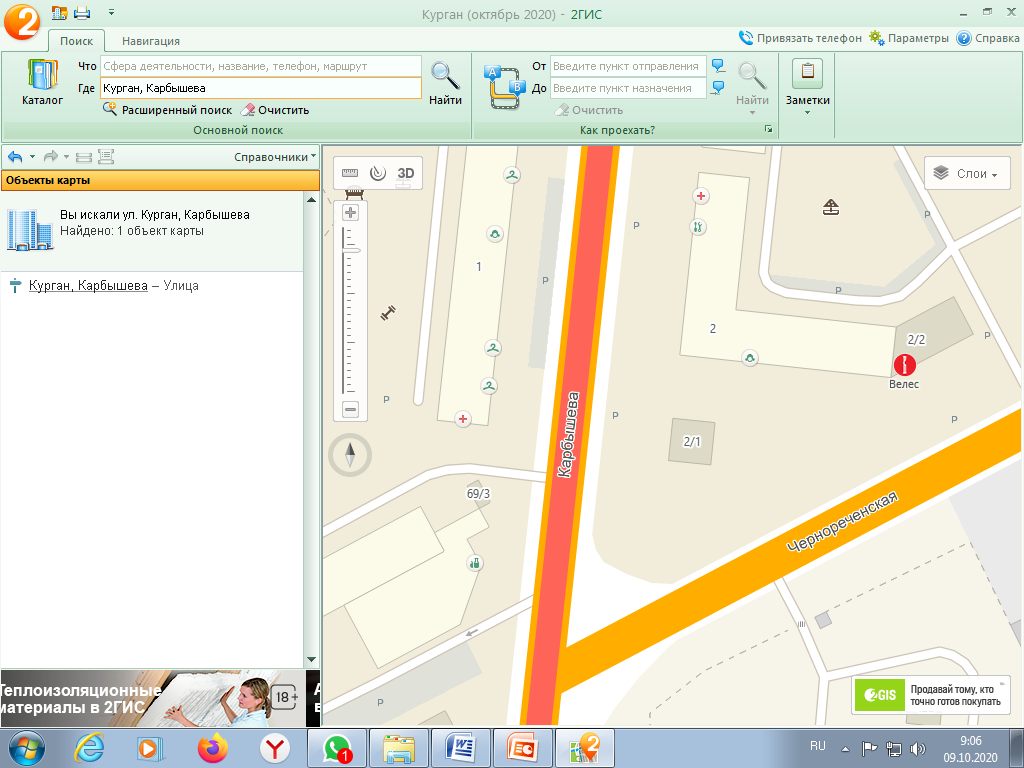 Курган (октябрь 2020) - 2ГИС
Поиск
Навигация
Привязать телефон
Параметры
Справка
Каталог
Что
Сфера деятельности, название, телефон, маршрут
Где
Курган, Карбышева
Расширенный поиск
Очистить
Найти
Основной поиск
A
B
От
Введите пункт отправления
До
Введите пункт назначения
Очистить
Найти
Как проехать?
Заметки
Справочники
Объекты карты
Вы искали ул. Курган, Карбышева
Найдено: 1 объект карты
Курган, Карбышева – Улица
3D
Слои
1
2
2/2
Велес
2/1
69/3
Карбышева
Чернореченская
P
P
P
P
P
P
P
P
P
Теплоизоляционные
материалы в 2ГИС
18+
2GIS
Продавай тому, кто
точно готов покупать
1
RU
9:06
09.10.2020